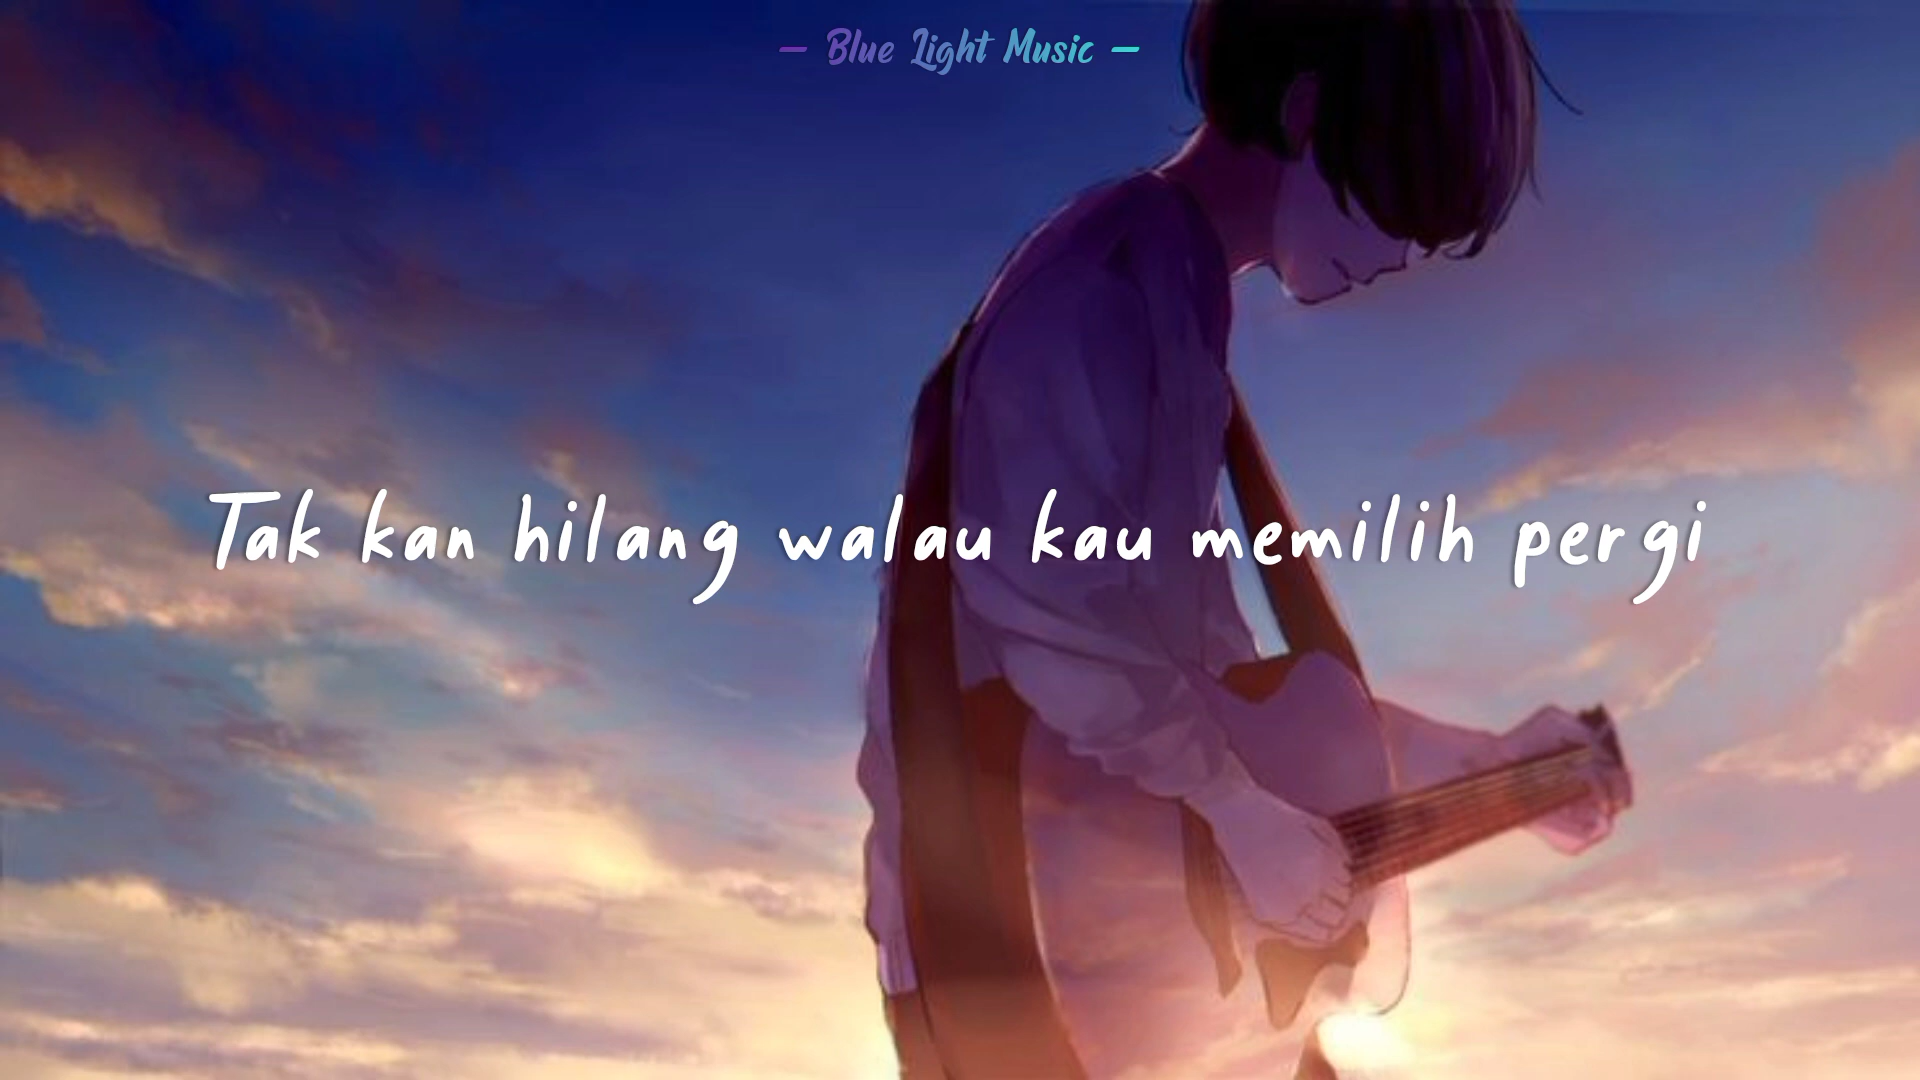 — Blue Light Music —
Tak kan hilang walau kau memilih pergi